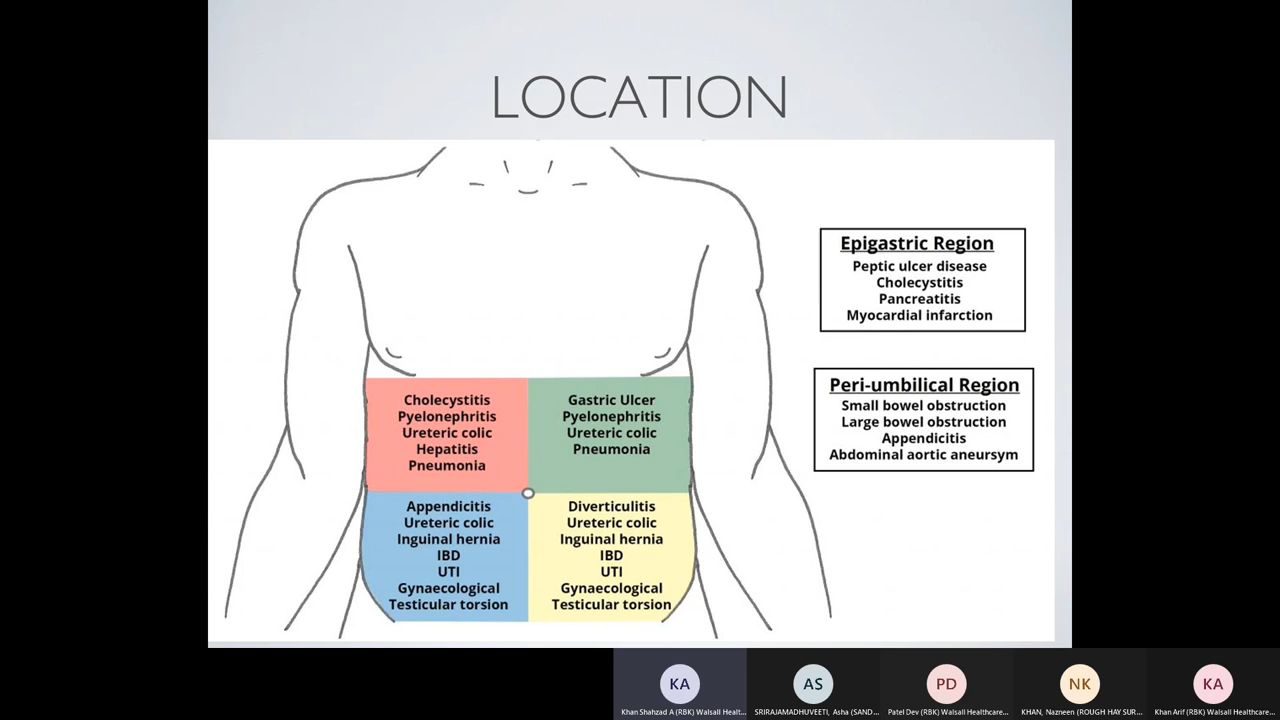 LOCATION
Epigastric Region
Peptic ulcer disease
Cholecystitis
Pancreatitis
Myocardial infarction
Peri-umbilical Region
Small bowel obstruction
Large bowel obstruction
Appendicitis
Abdominal aortic aneursym
Cholecystitis
Pyelonephritis
Ureteric colic
Hepatitis
Pneumonia
Gastric Ulcer
Pyelonephritis
Ureteric colic
Pneumonia
Appendicitis
Ureteric colic
Inguinal hernia
IBD
UTI
Gynaecological
Testicular torsion
Diverticulitis
Ureteric colic
Inguinal hernia
IBD
UTI
Gynaecological
Testicular torsion
KA
Khan Shahzad A (RBK) Walsall Healt...
AS
SRIRAJAMADHUVEETI, Asha (SAND...
PD
Patel Dev (RBK) Walsall Healthcare...
NK
KHAN, Nazneen (ROUGH HAY SUR...
KA
Khan Arif (RBK) Walsall Healthcare...